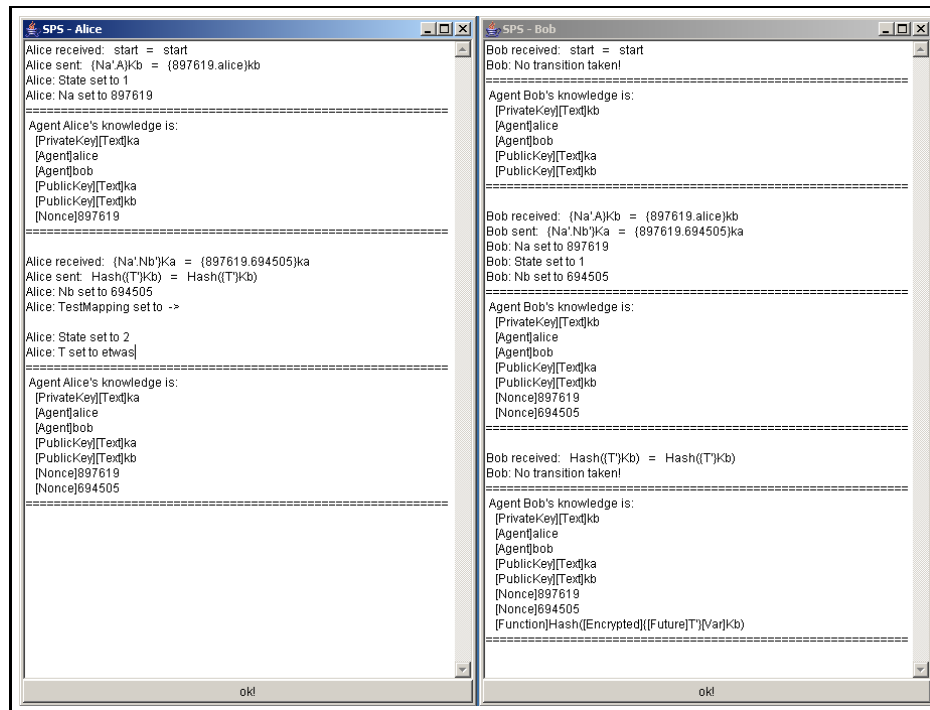 SPS - Alice
Alice received: start = start
Alice sent: {Na'.A}Kb = {897619.alice}kb
Alice: State set to 1
Alice: Na set to 897619
============================================================
Agent Alice's knowledge is:
[PrivateKey][Text]ka
[Agent]alice
[Agent]bob
[PublicKey][Text]ka
[PublicKey][Text]kb
[Nonce]897619
============================================================
Alice received: {Na'.Nb'}Ka = {897619.694505}ka
Alice sent: Hash({T'}Kb) = Hash({T'}Kb)
Alice: Nb set to 694505
Alice: TestMapping set to ->
Alice: State set to 2
Alice: T set to etwas
============================================================
Agent Alice's knowledge is:
[PrivateKey][Text]ka
[Agent]alice
[Agent]bob
[PublicKey][Text]ka
[PublicKey][Text]kb
[Nonce]897619
[Nonce]694505
============================================================
ok!
SPS - Bob
Bob received: start = start
Bob: No transition taken!
============================================================
Agent Bob's knowledge is:
[PrivateKey][Text]kb
[Agent]alice
[Agent]bob
[PublicKey][Text]ka
[PublicKey][Text]kb
============================================================
Bob received: {Na'.A}Kb = {897619.alice}kb
Bob sent: {Na'.Nb'}Ka = {897619.694505}ka
Bob: Na set to 897619
Bob: State set to 1
Bob: Nb set to 694505
============================================================
Agent Bob's knowledge is:
[PrivateKey][Text]kb
[Agent]alice
[Agent]bob
[PublicKey][Text]ka
[PublicKey][Text]kb
[Nonce]897619
[Nonce]694505
============================================================
Bob received: Hash({T'}Kb) = Hash({T'}Kb)
Bob: No transition taken!
============================================================
Agent Bob's knowledge is:
[PrivateKey][Text]kb
[Agent]alice
[Agent]bob
[PublicKey][Text]ka
[PublicKey][Text]kb
[Nonce]897619
[Nonce]694505
[Function]Hash([Encrypted]{[Future]T'}[Var]Kb)
============================================================
ok!